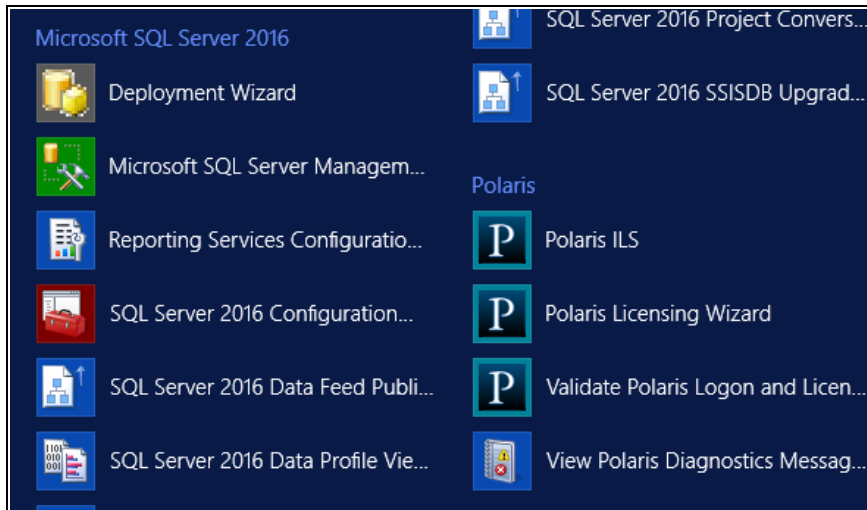 Microsoft SQL Server 2016
Deployment Wizard
Microsoft SQL Server Managem...
Reporting Services Configuratio...
SQL Server 2016 Configuration...
SQL Server 2016 Data Feed Publi...
SQL Server 2016 Data Profile Vie...
SQL Server 2016 Project Convers...
SQL Server 2016 SSISDB Upgrad...
Polaris
Polaris ILS
Polaris Licensing Wizard
Validate Polaris Logon and Licen...
View Polaris Diagnostics Messag...